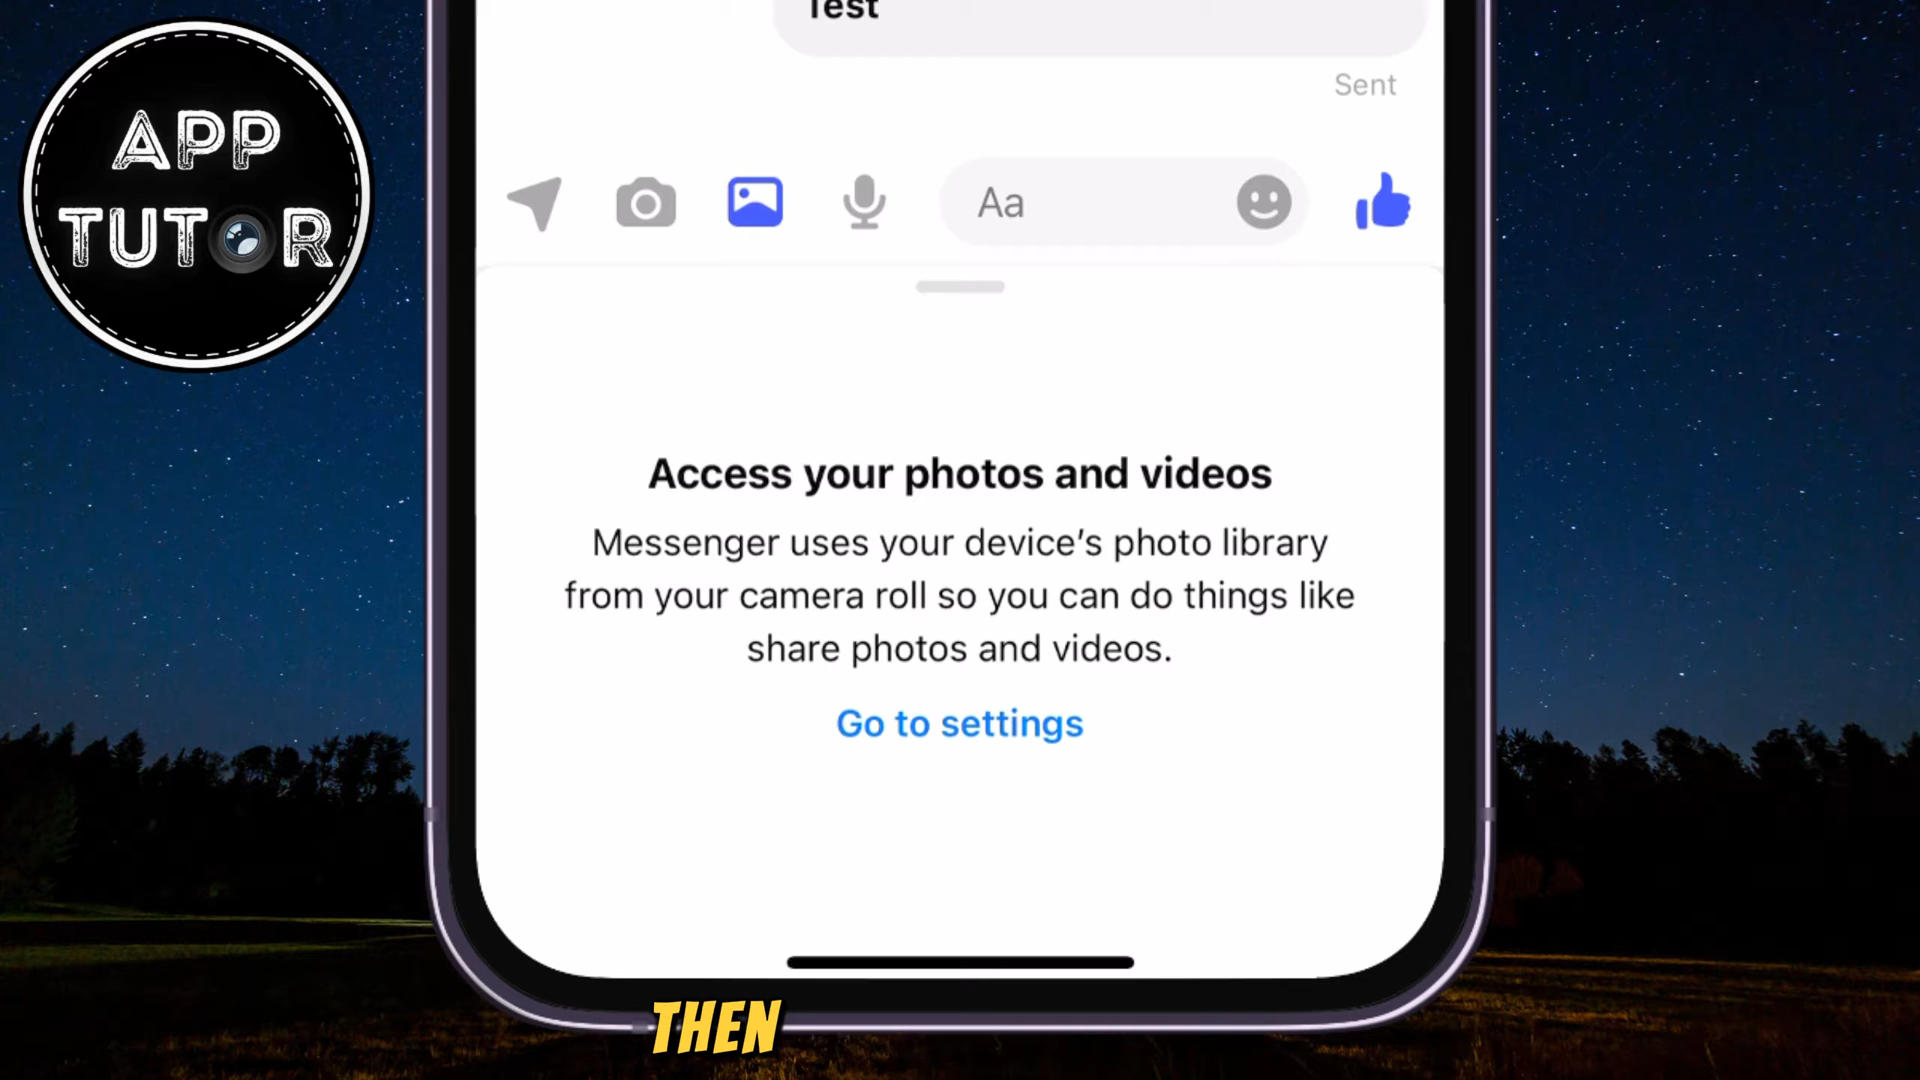 APP
TUTOR
Test
Sent
Aa
Access your photos and videos
Messenger uses your device's photo library
from your camera roll so you can do things like
share photos and videos.
Go to settings
THEN